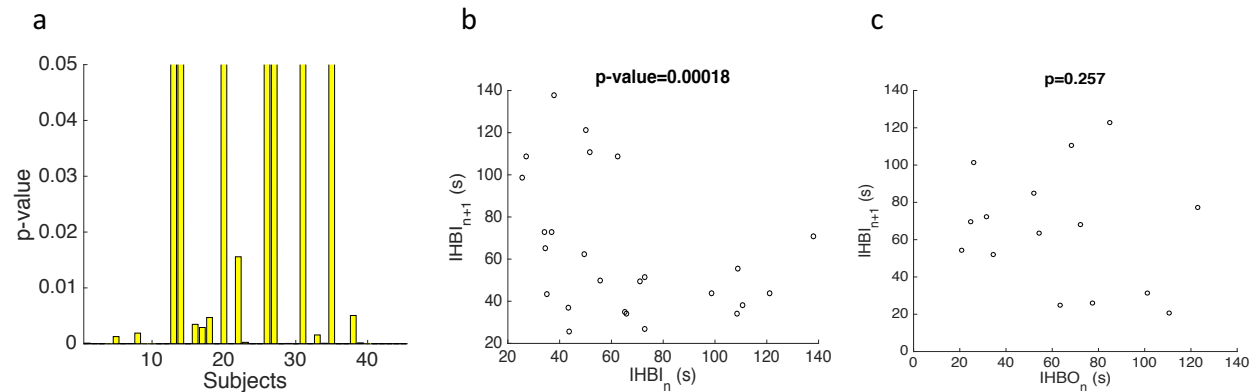 a
0.05
0.04
0.03
0.02
0.01
0
p-value
10 20 30 40
Subjects
b
p-value=0.00018
140
120
100
80
60
40
20
IHBI_{n+1} (s)
20 40 60 80 100 120 140
IHBI_n (s)
c
p=0.257
140
120
100
80
60
40
20
0
IHBI_{n+1} (s)
0 20 40 60 80 100 120 140
IHBO_n (s)